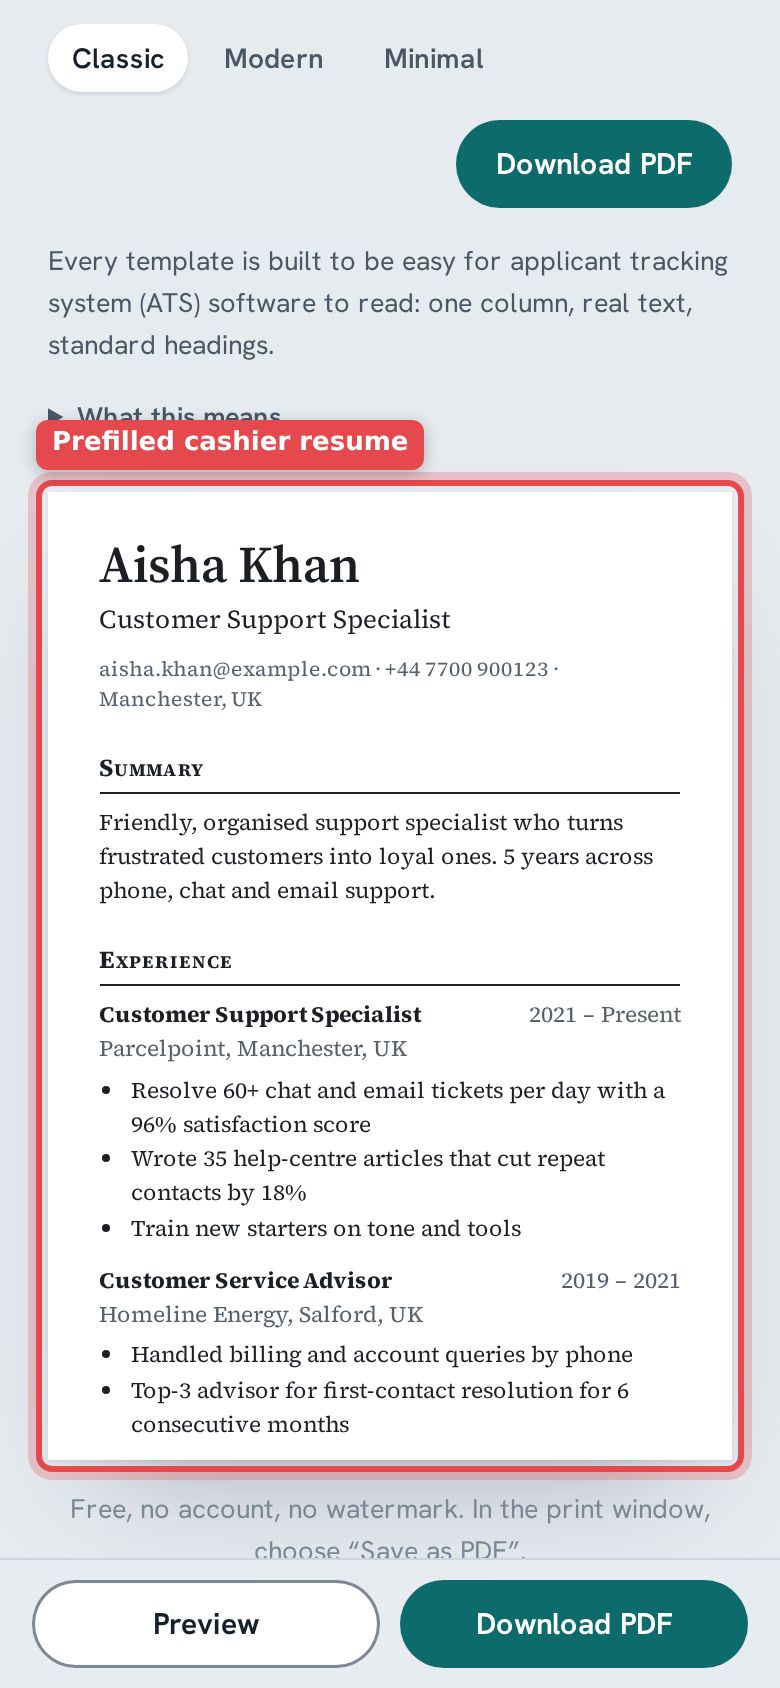 Classic Modern Minimal
Download PDF
Every template is built to be easy for applicant tracking
system (ATS) software to read: one column, real text,
standard headings.
What this means
Prefilled cashier resume
Aisha Khan
Customer Support Specialist
aisha.khan@example.com · +44 7700 900123 ·
Manchester, UK
Summary
Friendly, organised support specialist who turns
frustrated customers into loyal ones. 5 years across
phone, chat and email support.
Experience
Customer Support Specialist 2021 – Present
Parcelpoint, Manchester, UK
• Resolve 60+ chat and email tickets per day with a
96% satisfaction score
• Wrote 35 help-centre articles that cut repeat
contacts by 18%
• Train new starters on tone and tools
Customer Service Advisor 2019 – 2021
Homeline Energy, Salford, UK
• Handled billing and account queries by phone
• Top-3 advisor for first-contact resolution for 6
consecutive months
Free, no account, no watermark. In the print window,
choose “Save as PDF”.
Preview Download PDF